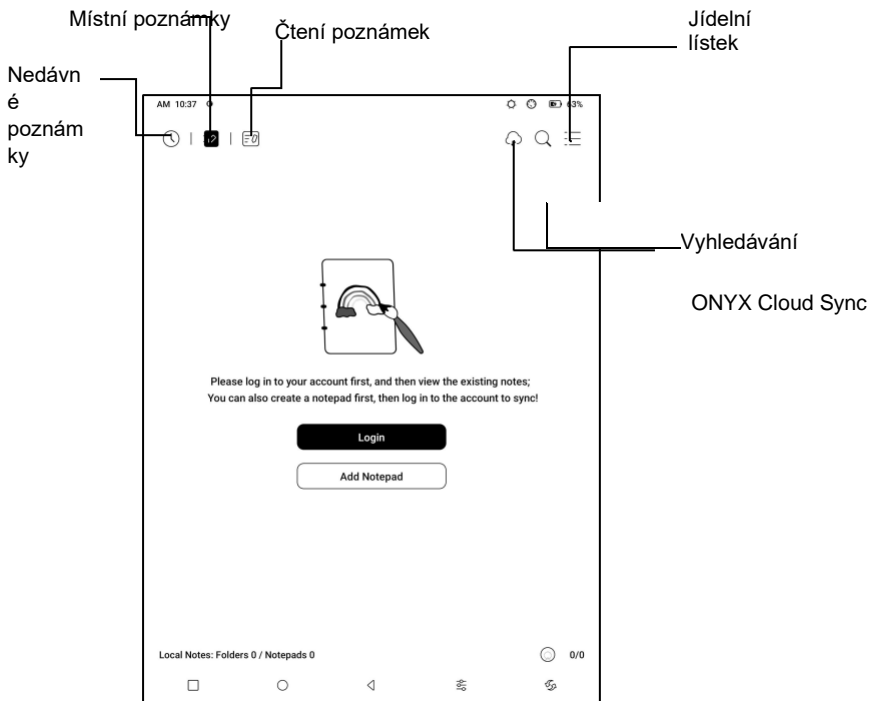 Místní poznámky
Čtení poznámek
Jídelní
lístek
Nedávn
é
poznám
ky
AM 10:37
63%
Vyhledávání
ONYX Cloud Sync
Please log in to your account first, and then view the existing notes;
You can also create a notepad first, then log in to the account to sync!
Login
Add Notepad
Local Notes: Folders 0 / Notepads 0
0/0